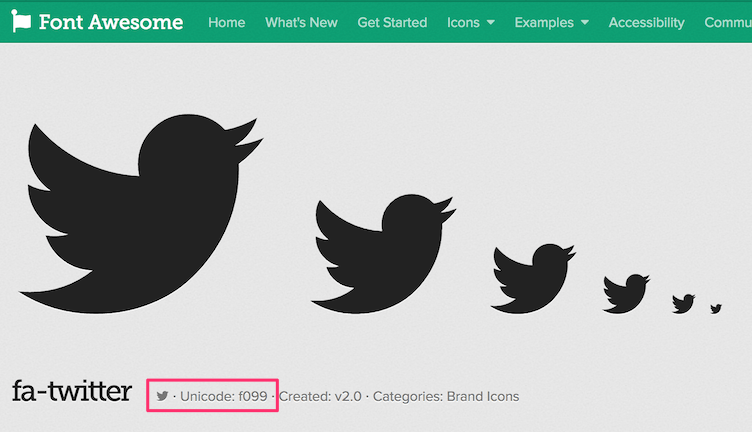 Font Awesome Home What's New Get Started Icons Examples Accessibility Commu
fa-twitter · Unicode: f099 · Created: v2.0 · Categories: Brand Icons